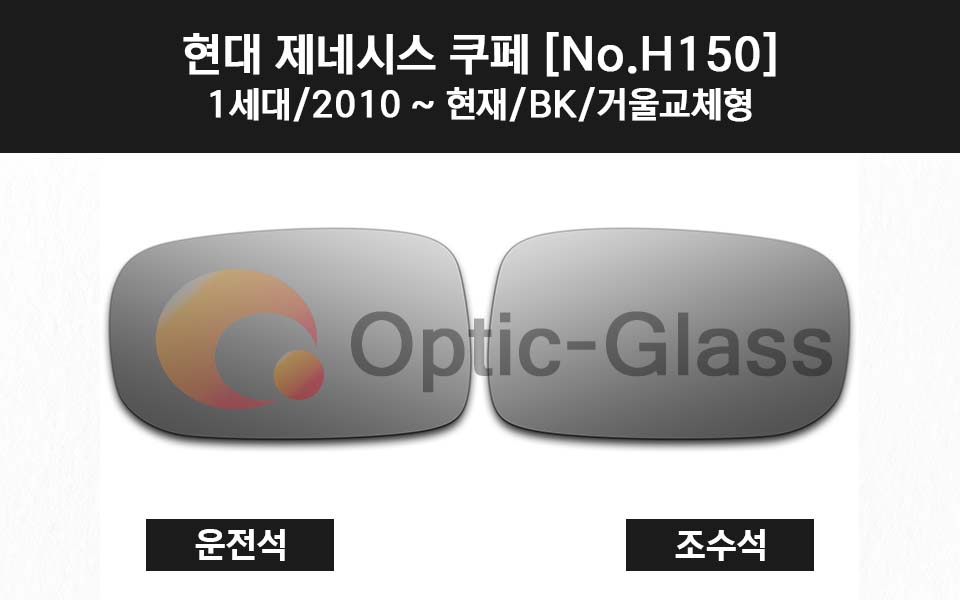 현대 제네시스 쿠페 [No.H150]
1세대/2010 ~ 현재/BK/거울교체형
Optic-Glass
운전석
조수석